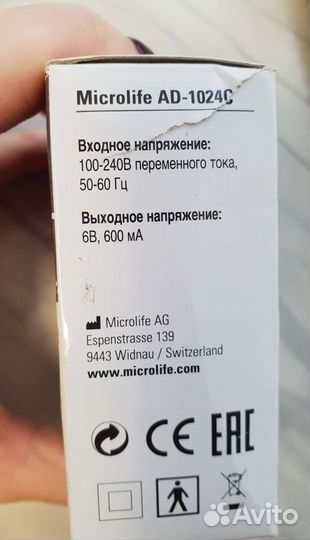 Microlife AD-1024C
Входное напряжение:
100-240В переменного тока,
50-60 Гц
Выходное напряжение:
6В, 600 мА
Microlife AG
Espenstrasse 139
9443 Widnau / Switzerland
www.microlife.com
CE EAC
Avito